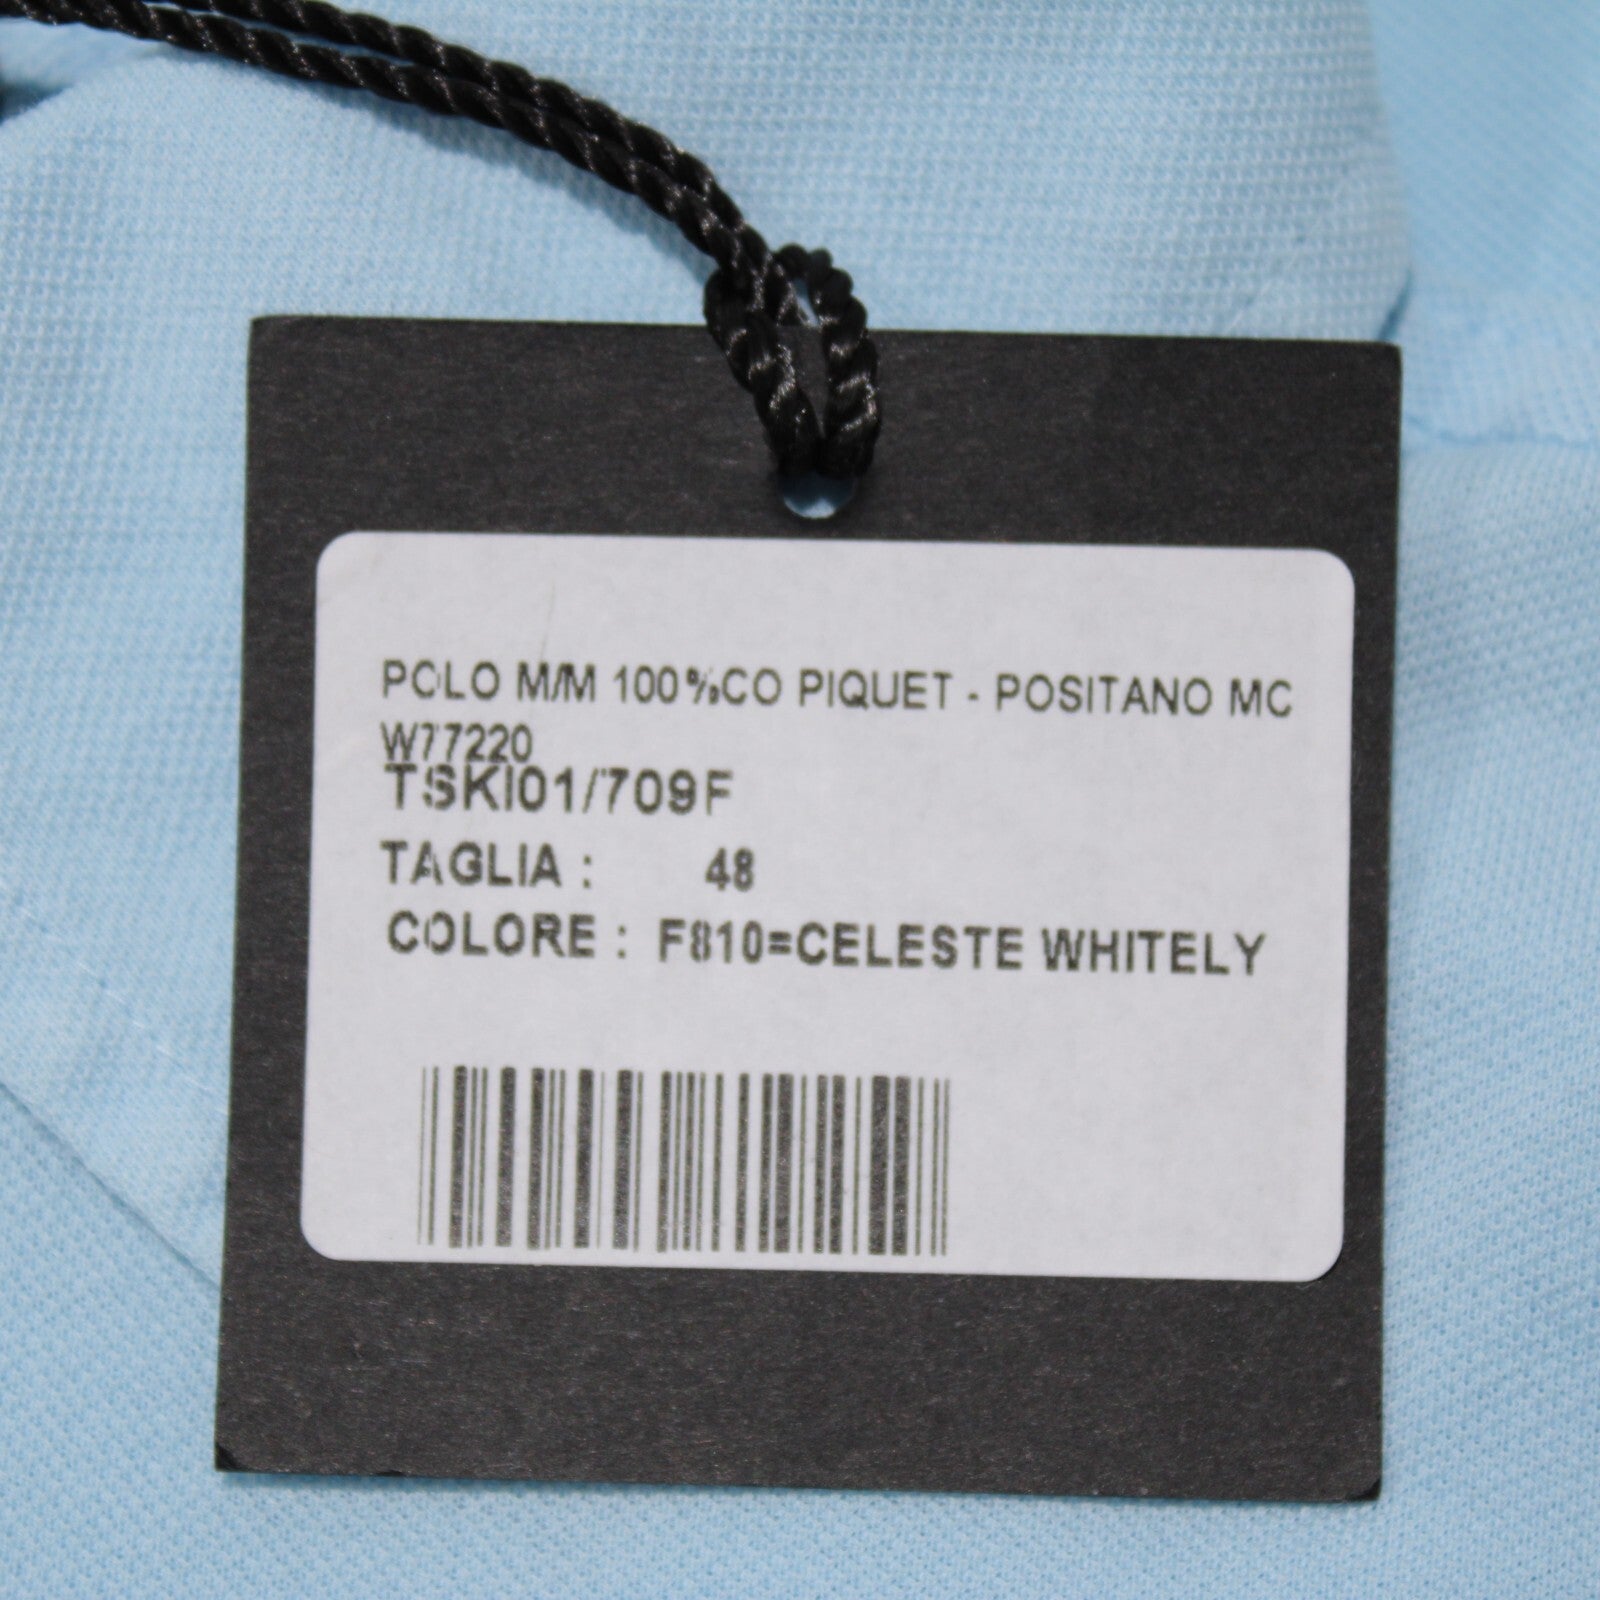 POLO M/M 100%CO PIQUET - POSITANO MC
W77220
TSKI01/709F
TAGLIA : 48
COLORE : F810=CELESTE WHITELY